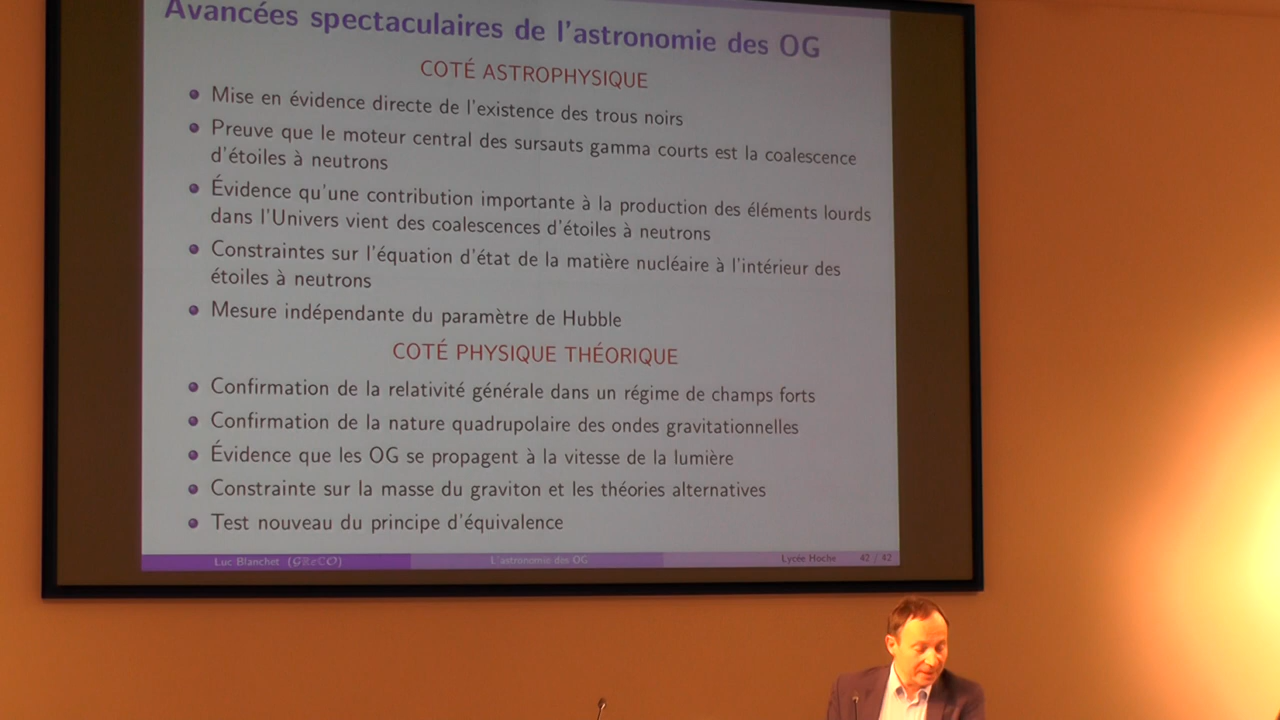 Avancées spectaculaires de l'astronomie des OG
COTÉ ASTROPHYSIQUE
Mise en évidence directe de l'existence des trous noirs
Preuve que le moteur central des sursauts gamma courts est la coalescence
d'étoiles à neutrons
Évidence qu'une contribution importante à la production des éléments lourds
dans l'Univers vient des coalescences d'étoiles à neutrons
Constraintes sur l'équation d'état de la matière nucléaire à l'intérieur des
étoiles à neutrons
Mesure indépendante du paramètre de Hubble
COTÉ PHYSIQUE THÉORIQUE
Confirmation de la relativité générale dans un régime de champs forts
Confirmation de la nature quadrupolaire des ondes gravitationnelles
Évidence que les OG se propagent à la vitesse de la lumière
Constrainte sur la masse du graviton et les théories alternatives
Test nouveau du principe d'équivalence
Luc Blanchet (GReCO) L'astronomie des OG Lycée Hoche 42 / 42